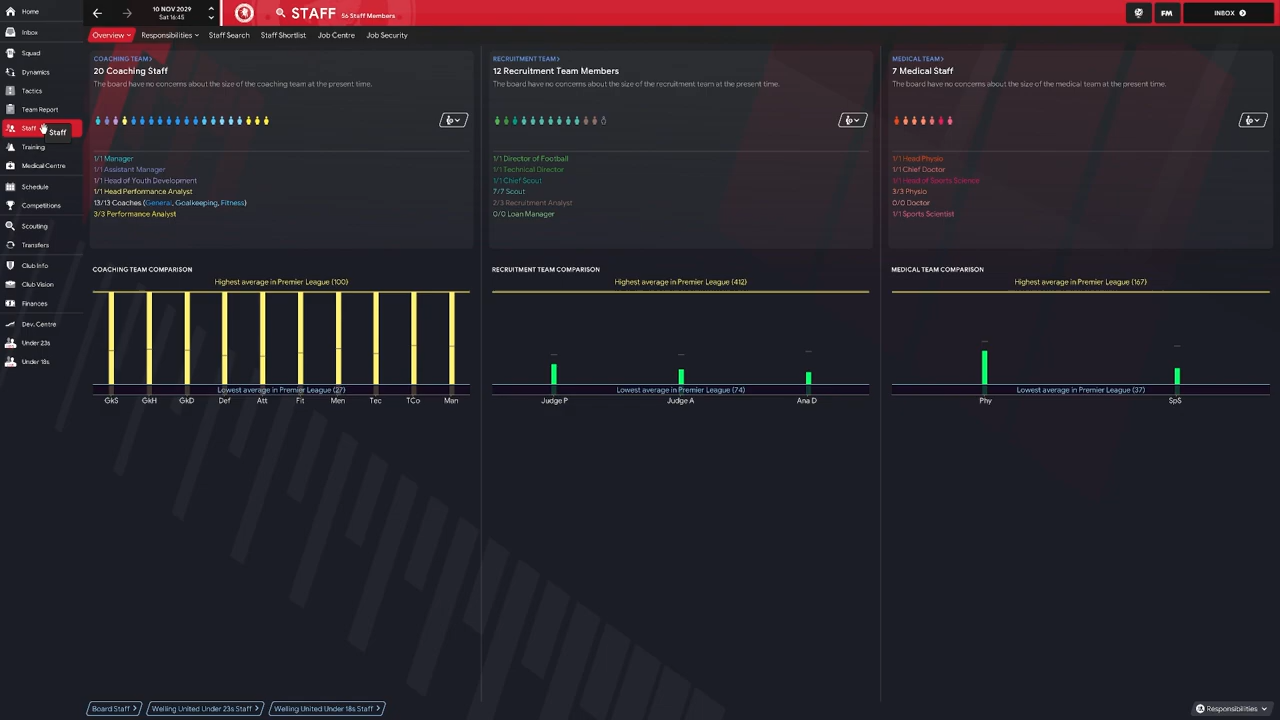 Home
Inbox
Squad
Dynamics
Tactics
Team Report
Staff
Staff
Training
Medical Centre
Schedule
Competitions
Scouting
Transfers
Club Info
Club Vision
Finances
Dev. Centre
Under 23s
Under 18s
10 NOV 2029
Sat 16:45
STAFF 56 Staff Members
FM
INBOX
Overview
Responsibilities
Staff Search
Staff Shortlist
Job Centre
Job Security
COACHING TEAM>
20 Coaching Staff
The board have no concerns about the size of the coaching team at the present time.
1/1 Manager
1/1 Assistant Manager
1/1 Head of Youth Development
1/1 Head Performance Analyst
13/13 Coaches (General, Goalkeeping, Fitness)
3/3 Performance Analyst
COACHING TEAM COMPARISON
Highest average in Premier League (100)
Lowest average in Premier League (27)
GkS GkH GkD Def Att Fit Men Tec TCo Man
RECRUITMENT TEAM>
12 Recruitment Team Members
The board have no concerns about the size of the recruitment team at the present time.
1/1 Director of Football
1/1 Technical Director
1/1 Chief Scout
7/7 Scout
2/3 Recruitment Analyst
0/0 Loan Manager
RECRUITMENT TEAM COMPARISON
Highest average in Premier League (412)
Lowest average in Premier League (74)
Judge P Judge A Ana D
MEDICAL TEAM>
7 Medical Staff
The board have no concerns about the size of the medical team at the present time.
1/1 Head Physio
1/1 Chief Doctor
1/1 Head of Sports Science
3/3 Physio
0/0 Doctor
1/1 Sports Scientist
MEDICAL TEAM COMPARISON
Highest average in Premier League (167)
Lowest average in Premier League (37)
Phy SpS
Board Staff >
Welling United Under 23s Staff >
Welling United Under 18s Staff >
Responsibilities